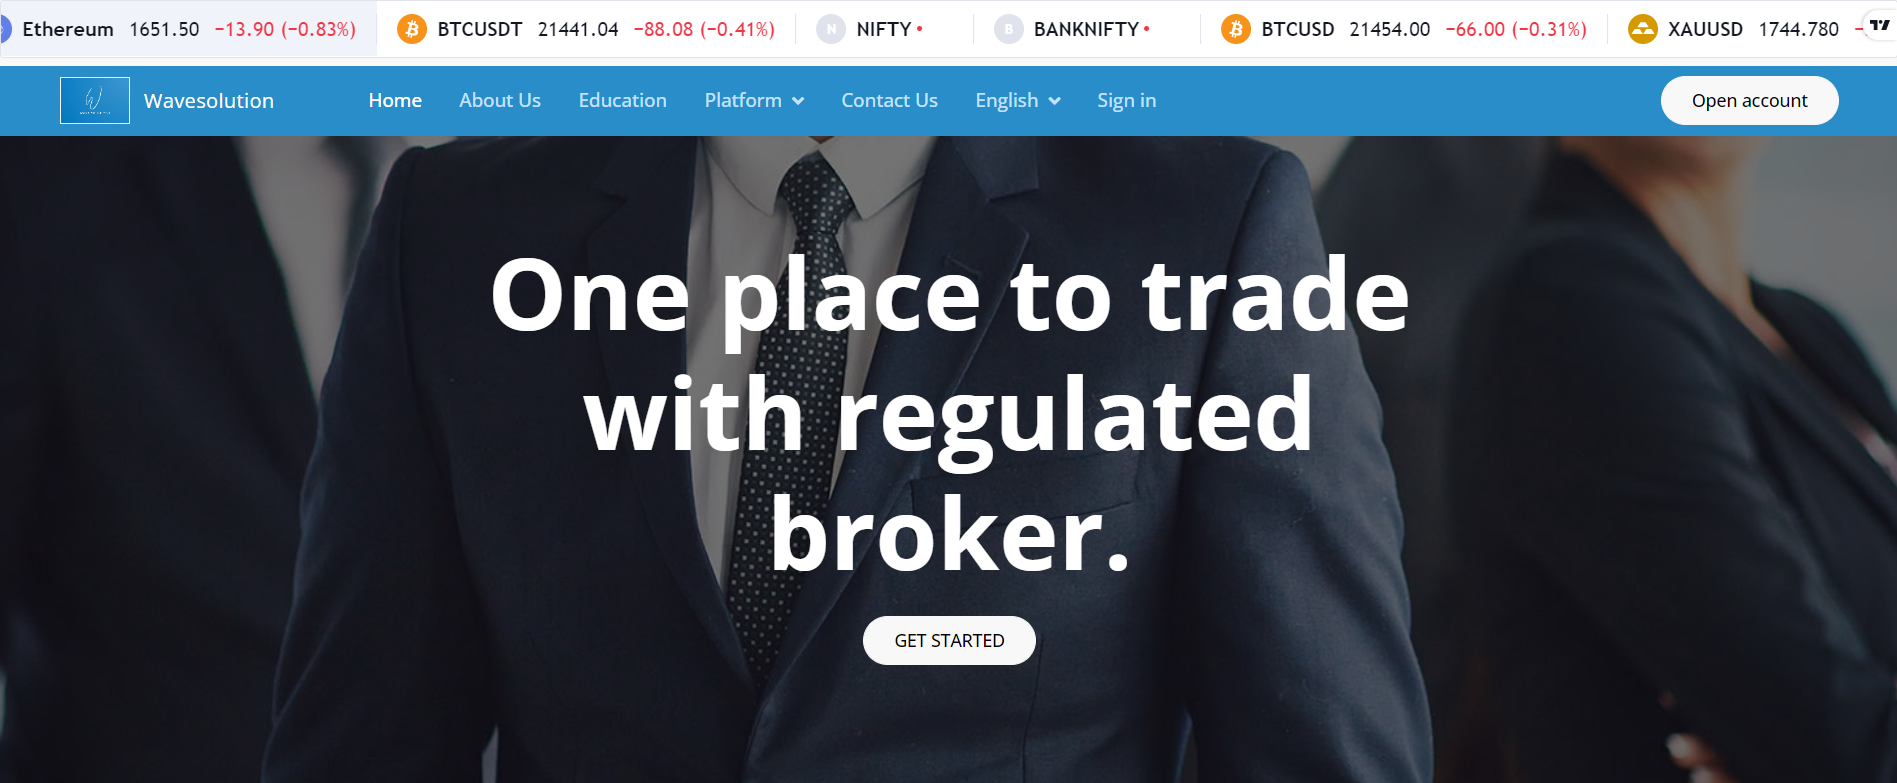 Ethereum 1651.50 −13.90 (−0.83%) BTCUSDT 21441.04 −88.08 (−0.41%) N NIFTY B BANKNIFTY BTCUSD 21454.00 −66.00 (−0.31%) XAUUSD 1744.780
Wavesolution Home About Us Education Platform Contact Us English Sign in Open account
One place to trade
with regulated
broker.
GET STARTED